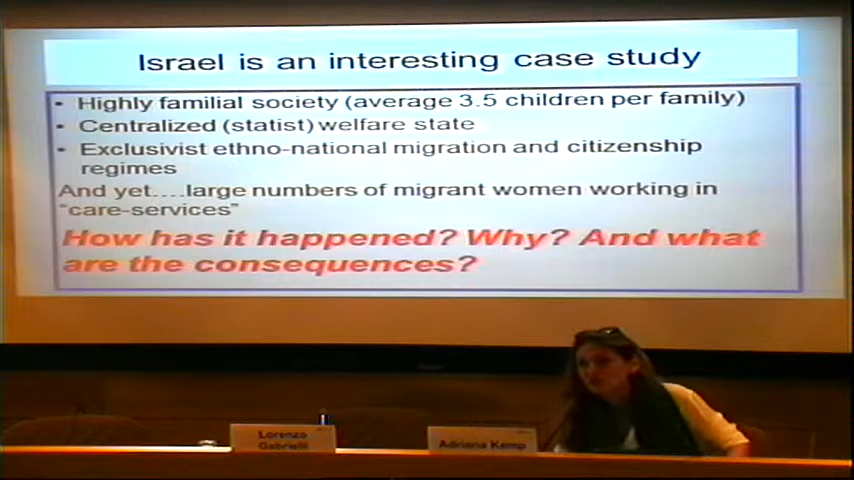 Israel is an interesting case study
• Highly familial society (average 3.5 children per family)
• Centralized (statist) welfare state
• Exclusivist ethno-national migration and citizenship
regimes
And yet....large numbers of migrant women working in
"care-services"
How has it happened? Why? And what
are the consequences?
Lorenzo
Gabrielli
Adriana Kemp